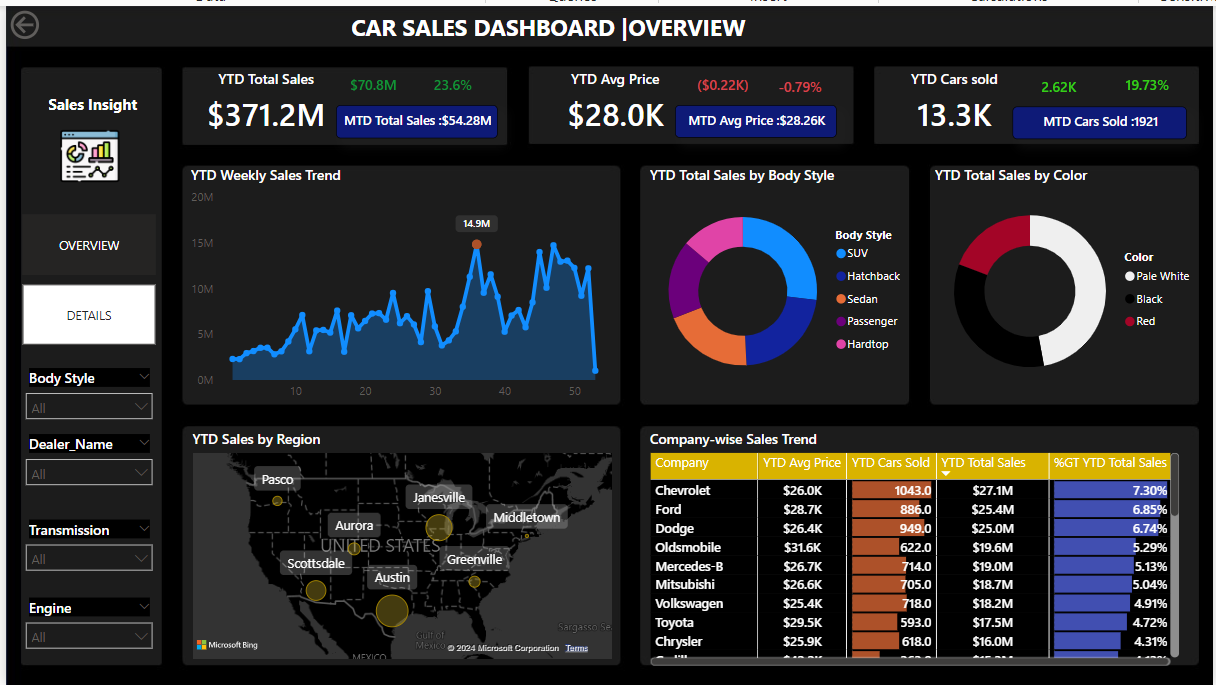 CAR SALES DASHBOARD |OVERVIEW
Sales Insight
OVERVIEW
DETAILS
Body Style
All
Dealer_Name
All
Transmission
All
Engine
All
YTD Total Sales
$70.8M
23.6%
$371.2M
MTD Total Sales :$54.28M
YTD Avg Price
($0.22K)
-0.79%
$28.0K
MTD Avg Price :$28.26K
YTD Cars sold
2.62K
19.73%
13.3K
MTD Cars Sold :1921
YTD Weekly Sales Trend
20M
15M
10M
5M
0M
14.9M
10 20 30 40 50
YTD Total Sales by Body Style
Body Style
SUV
Hatchback
Sedan
Passenger
Hardtop
YTD Total Sales by Color
Color
Pale White
Black
Red
YTD Sales by Region
Pasco
Janesville
Middletown
Aurora
UNITED STATES
Scottsdale
Greenville
Austin
Gulf of
Mexico
Sargasso Se
MEXICO
Microsoft Bing
© 2024 Microsoft Corporation Terms
Company-wise Sales Trend
Company YTD Avg Price YTD Cars Sold YTD Total Sales %GT YTD Total Sales
Chevrolet $26.0K 1043.0 $27.1M 7.30%
Ford $28.7K 886.0 $25.4M 6.85%
Dodge $26.4K 949.0 $25.0M 6.74%
Oldsmobile $31.6K 622.0 $19.6M 5.29%
Mercedes-B $26.7K 714.0 $19.0M 5.13%
Mitsubishi $26.6K 705.0 $18.7M 5.04%
Volkswagen $25.4K 718.0 $18.2M 4.91%
Toyota $29.5K 593.0 $17.5M 4.72%
Chrysler $25.9K 618.0 $16.0M 4.31%